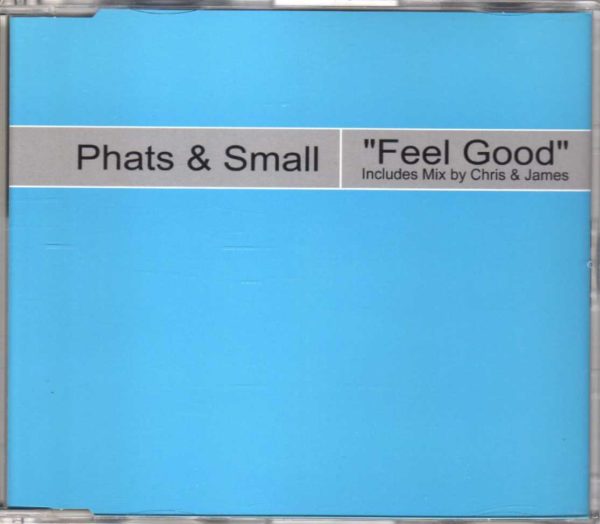 Phats & Small
"Feel Good"
Includes Mix by Chris & James